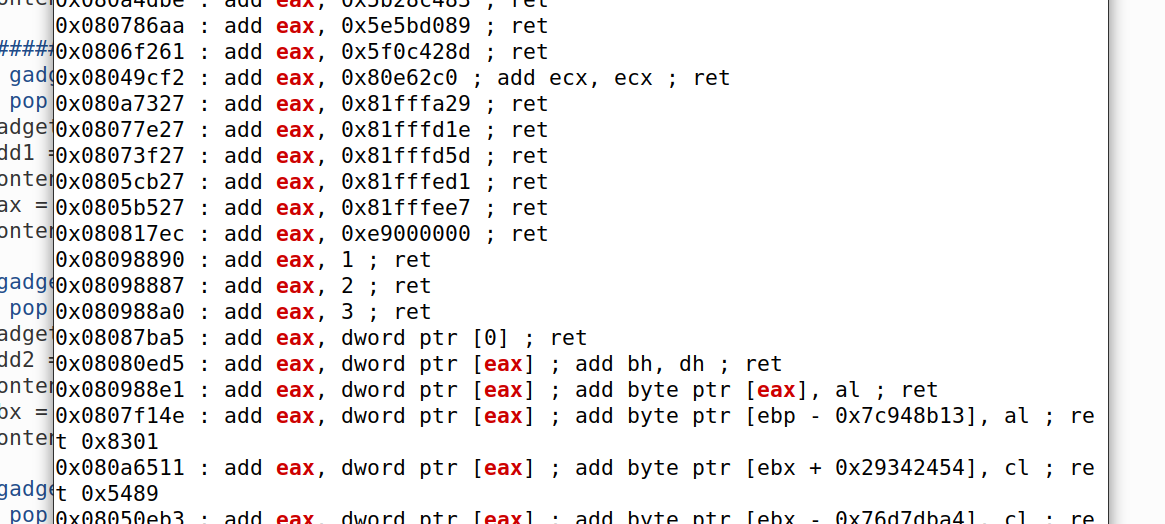 0x080a4dbe : add eax, 0x5b28c483 ; ret
##### 0x080786aa : add eax, 0x5e5bd089 ; ret
0x0806f261 : add eax, 0x5f0c428d ; ret
gadg 0x08049cf2 : add eax, 0x80e62c0 ; add ecx, ecx ; ret
pop 0x080a7327 : add eax, 0x81fffa29 ; ret
adget 0x08077e27 : add eax, 0x81fffd1e ; ret
dd1 = 0x08073f27 : add eax, 0x81fffd5d ; ret
onten 0x0805cb27 : add eax, 0x81fffed1 ; ret
ax = 0x0805b527 : add eax, 0x81fffee7 ; ret
onten 0x080817ec : add eax, 0xe9000000 ; ret
0x08098890 : add eax, 1 ; ret
gadge 0x08098887 : add eax, 2 ; ret
pop 0x080988a0 : add eax, 3 ; ret
adget 0x08087ba5 : add eax, dword ptr [0] ; ret
dd2 = 0x08080ed5 : add eax, dword ptr [eax] ; add bh, dh ; ret
onten 0x080988e1 : add eax, dword ptr [eax] ; add byte ptr [eax], al ; ret
bx = 0x0807f14e : add eax, dword ptr [eax] ; add byte ptr [ebp - 0x7c948b13], al ; re
onten t 0x8301
0x080a6511 : add eax, dword ptr [eax] ; add byte ptr [ebx + 0x29342454], cl ; re
gadge t 0x5489
pop 0x08050eb3 : add eax, dword ptr [eax] ; add byte ptr [ebx - 0x76d7dba4], cl ; re